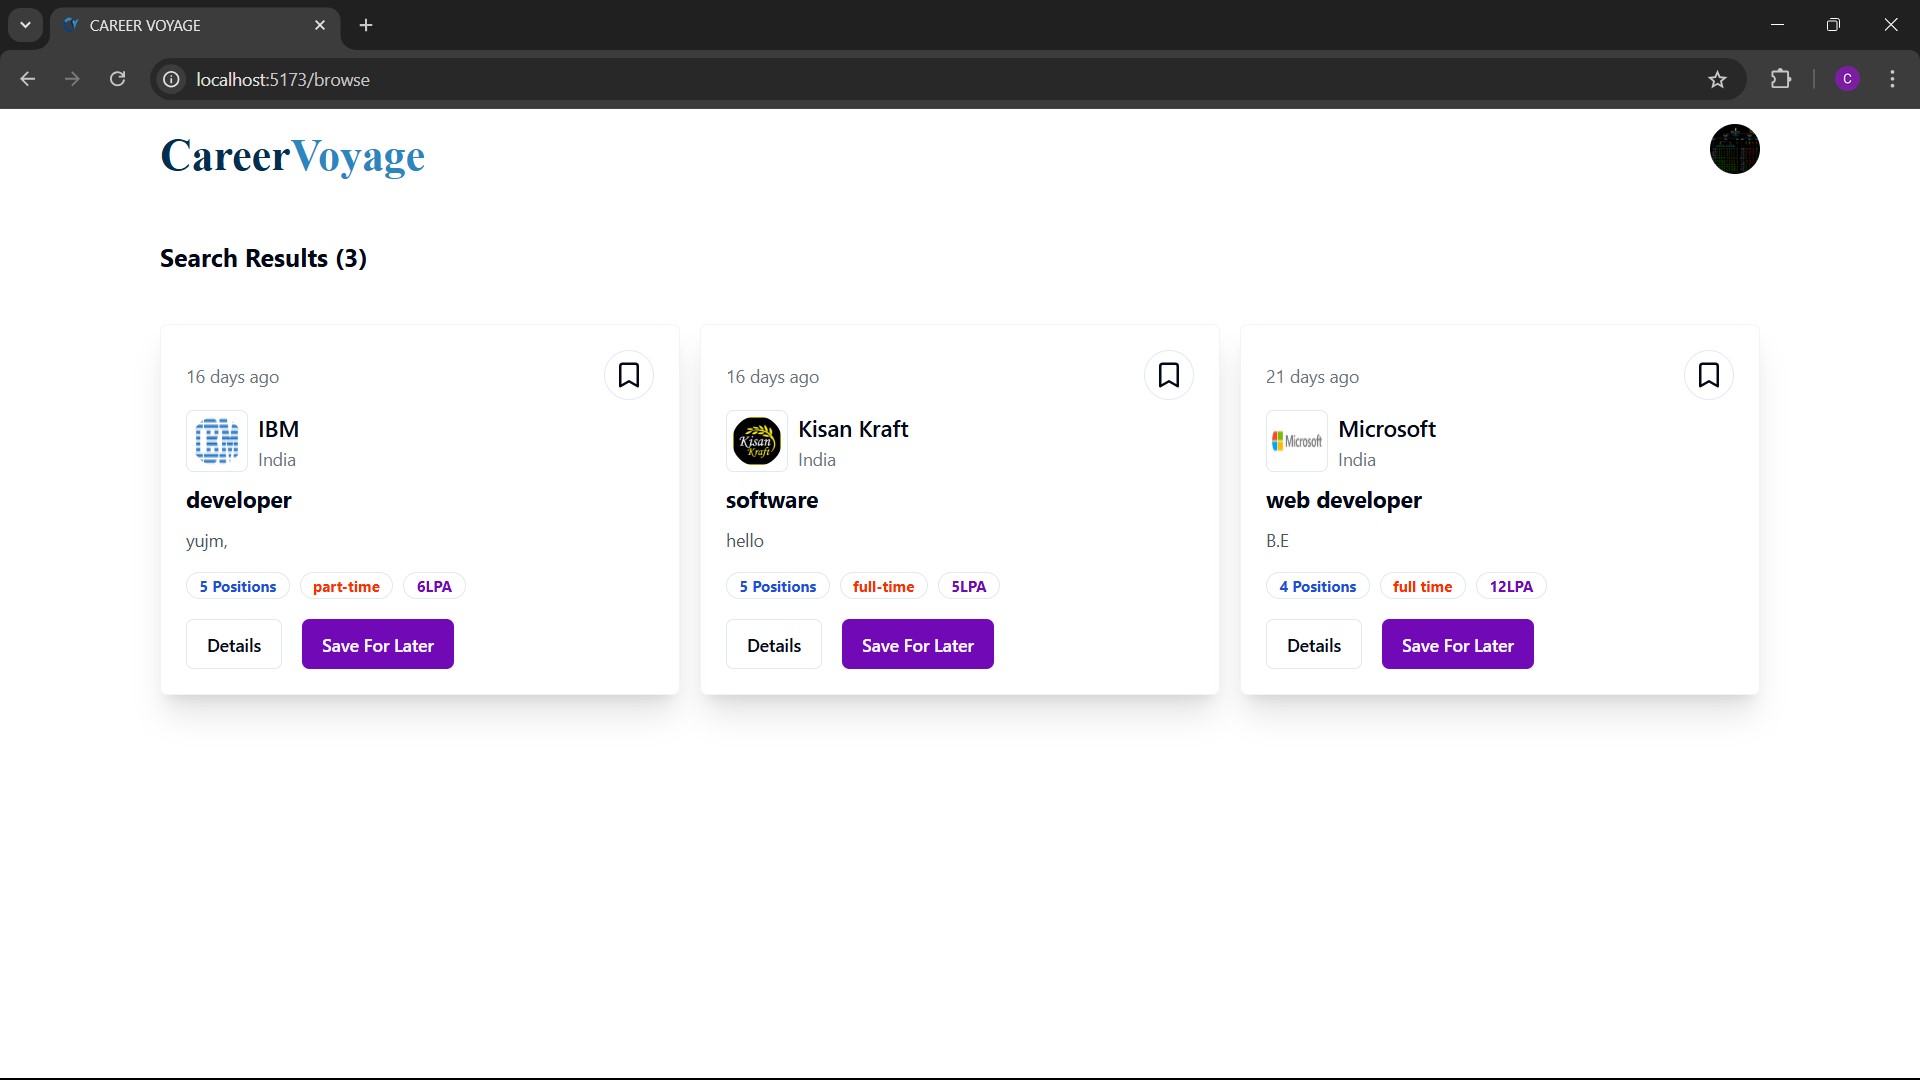 CAREER VOYAGE
localhost:5173/browse
C
CareerVoyage
Search Results (3)
16 days ago
IBM
IBM
India
developer
yujm,
5 Positions part-time 6LPA
Details Save For Later
16 days ago
Kisan Kraft
Kisan Kraft
India
software
hello
5 Positions full-time 5LPA
Details Save For Later
21 days ago
Microsoft
Microsoft
India
web developer
B.E
4 Positions full time 12LPA
Details Save For Later